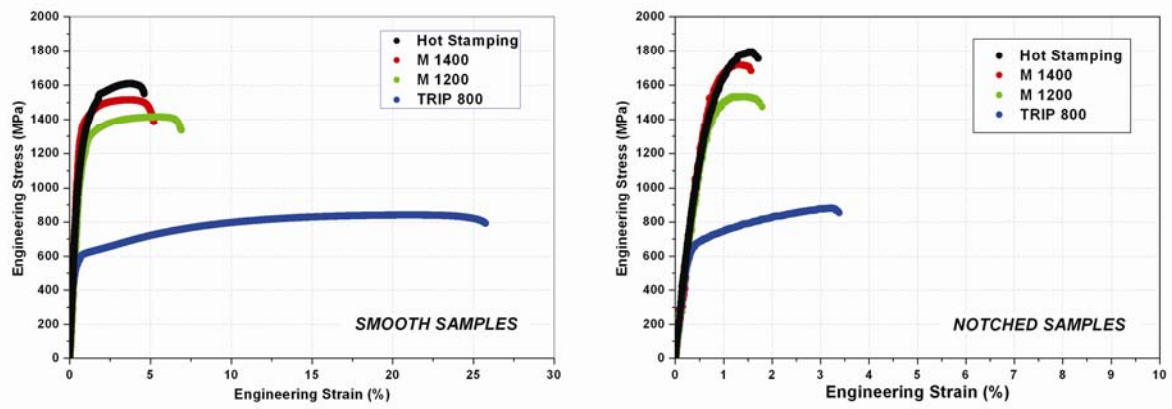 2000
1800
1600
1400
1200
1000
800
600
400
200
0
Engineering Stress (MPa)
Hot Stamping
M 1400
M 1200
TRIP 800
SMOOTH SAMPLES
0 5 10 15 20 25 30
Engineering Strain (%)
2000
1800
1600
1400
1200
1000
800
600
400
200
0
Engineering Stress (MPa)
Hot Stamping
M 1400
M 1200
TRIP 800
NOTCHED SAMPLES
0 1 2 3 4 5 6 7 8 9 10
Engineering Strain (%)